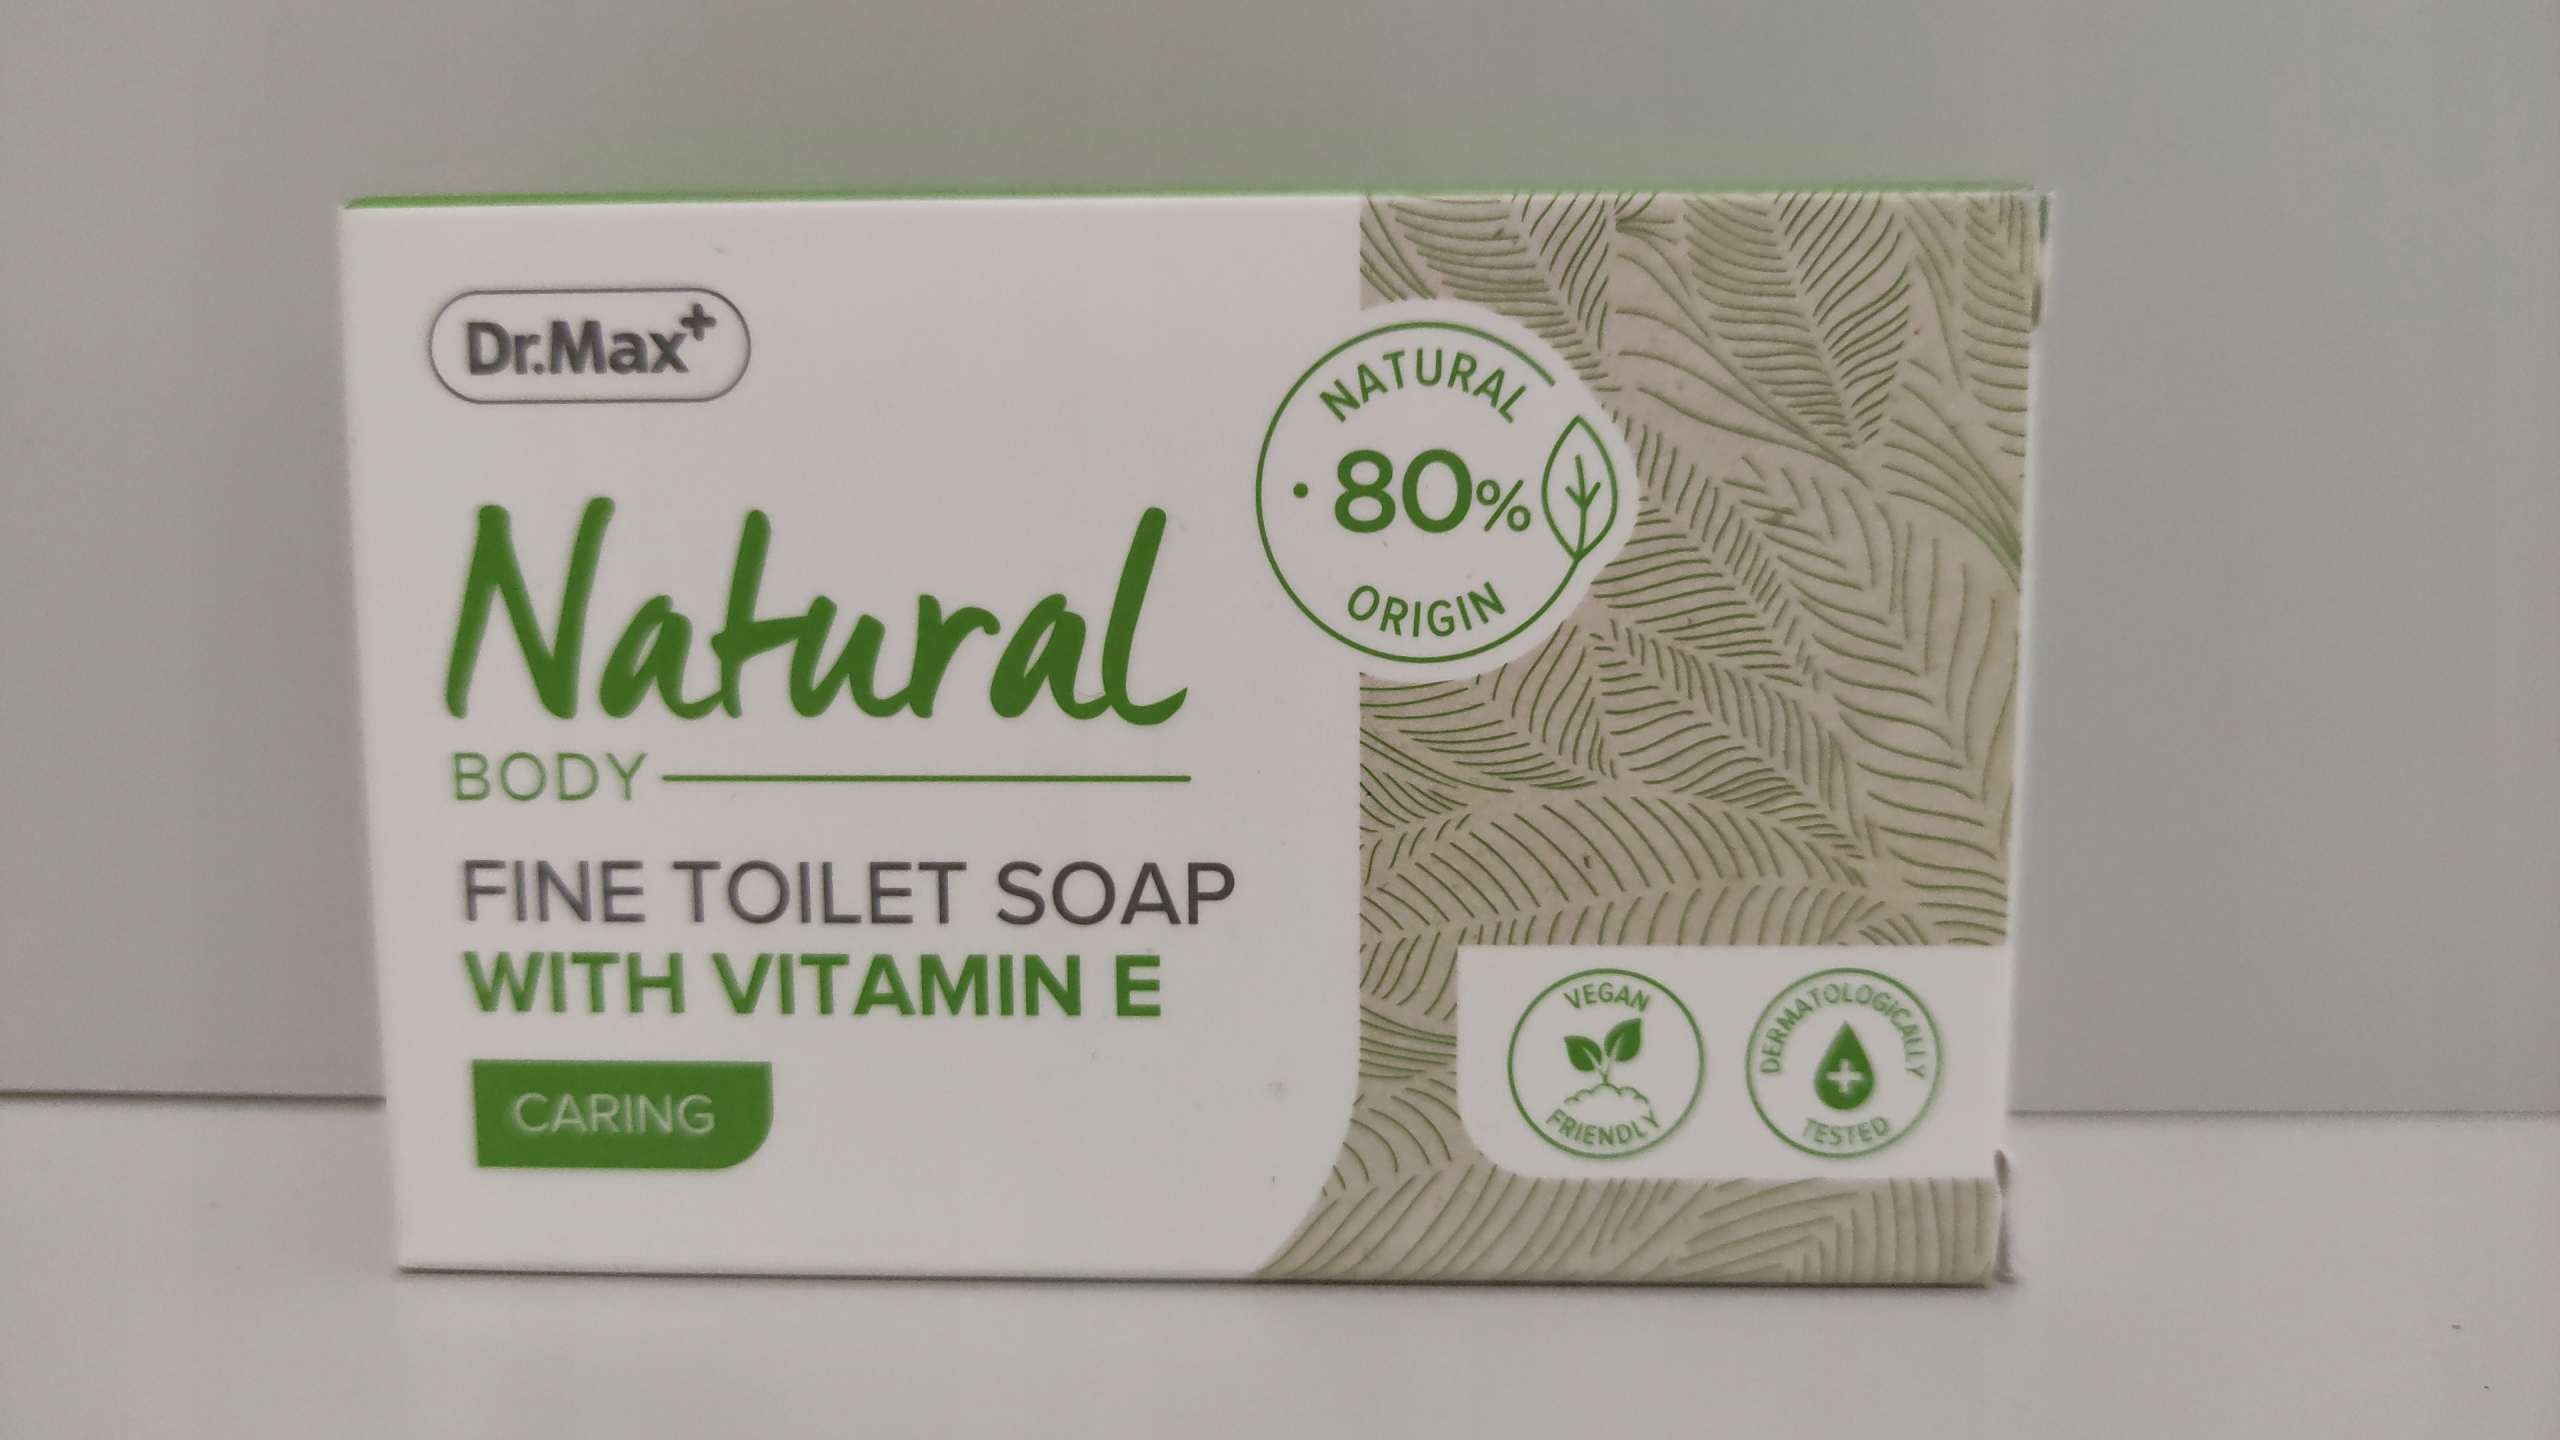 Dr.Max+
Natural
BODY
FINE TOILET SOAP
WITH VITAMIN E
CARING
NATURAL
80%
ORIGIN
VEGAN
FRIENDLY
DERMATOLOGICALLY
TESTED